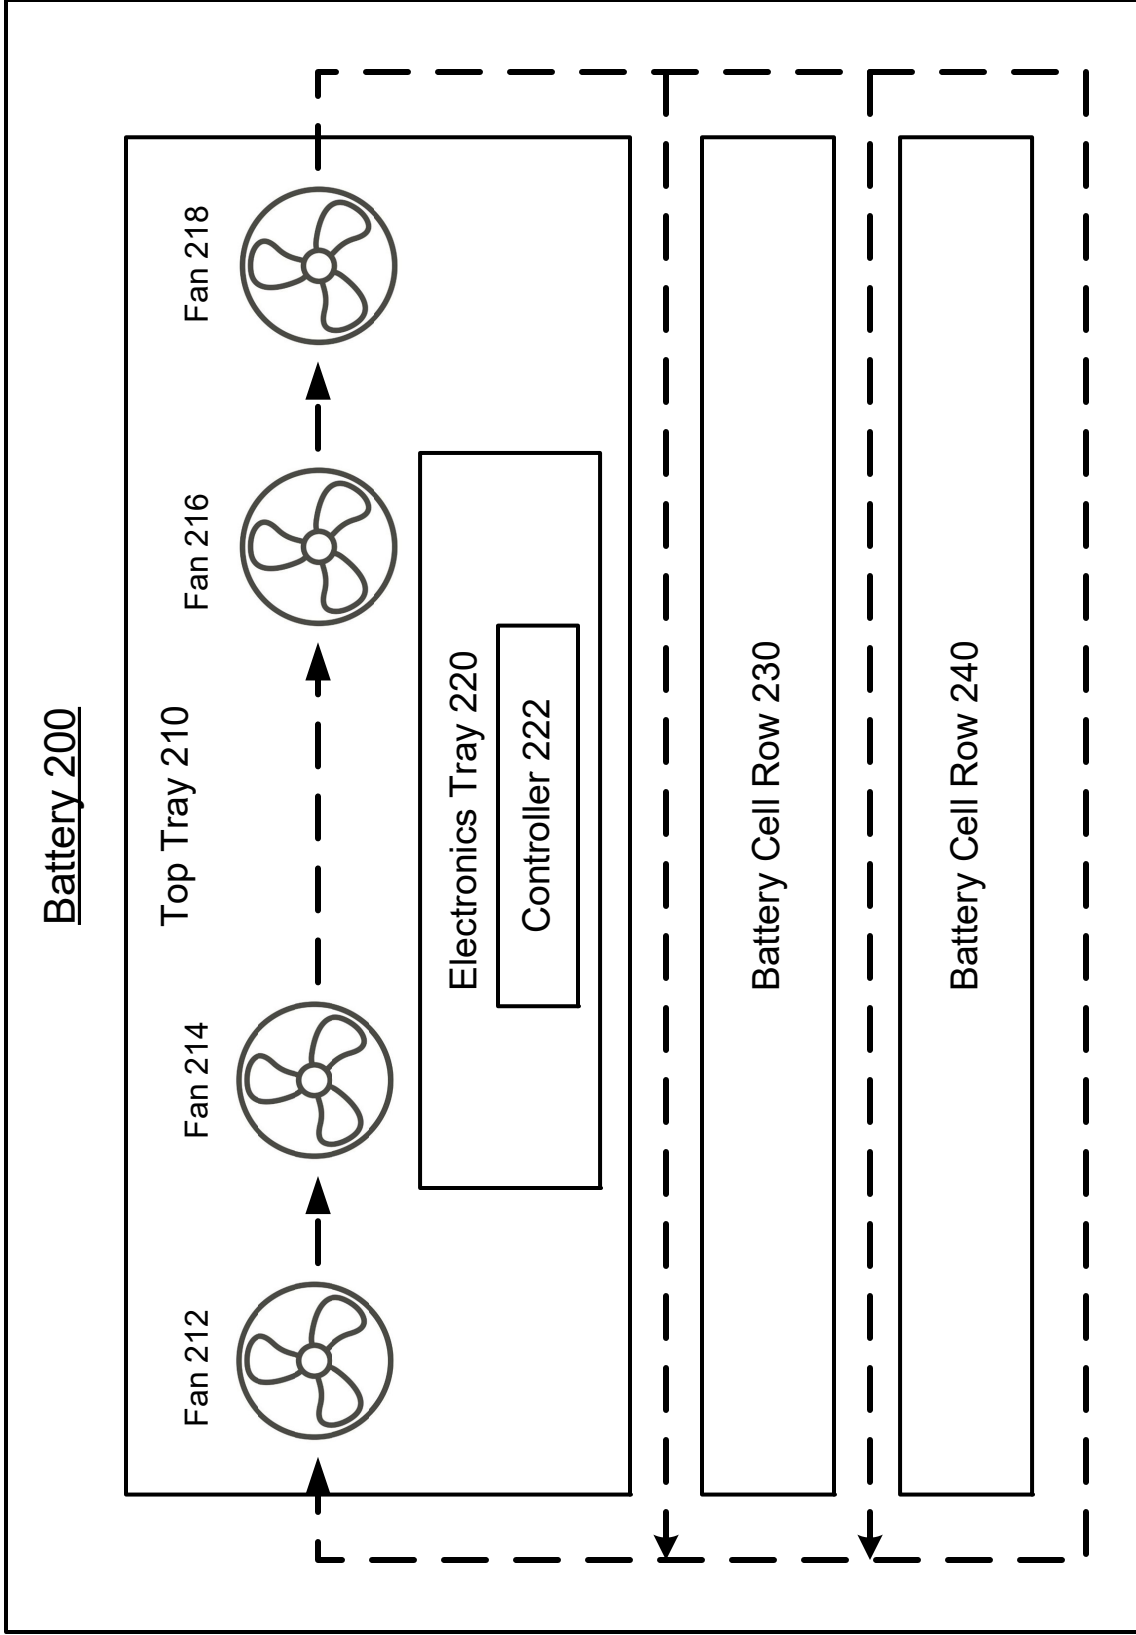 Battery 200
Top Tray 210
Fan 212
Fan 214
Fan 216
Fan 218
Electronics Tray 220
Controller 222
Battery Cell Row 230
Battery Cell Row 240